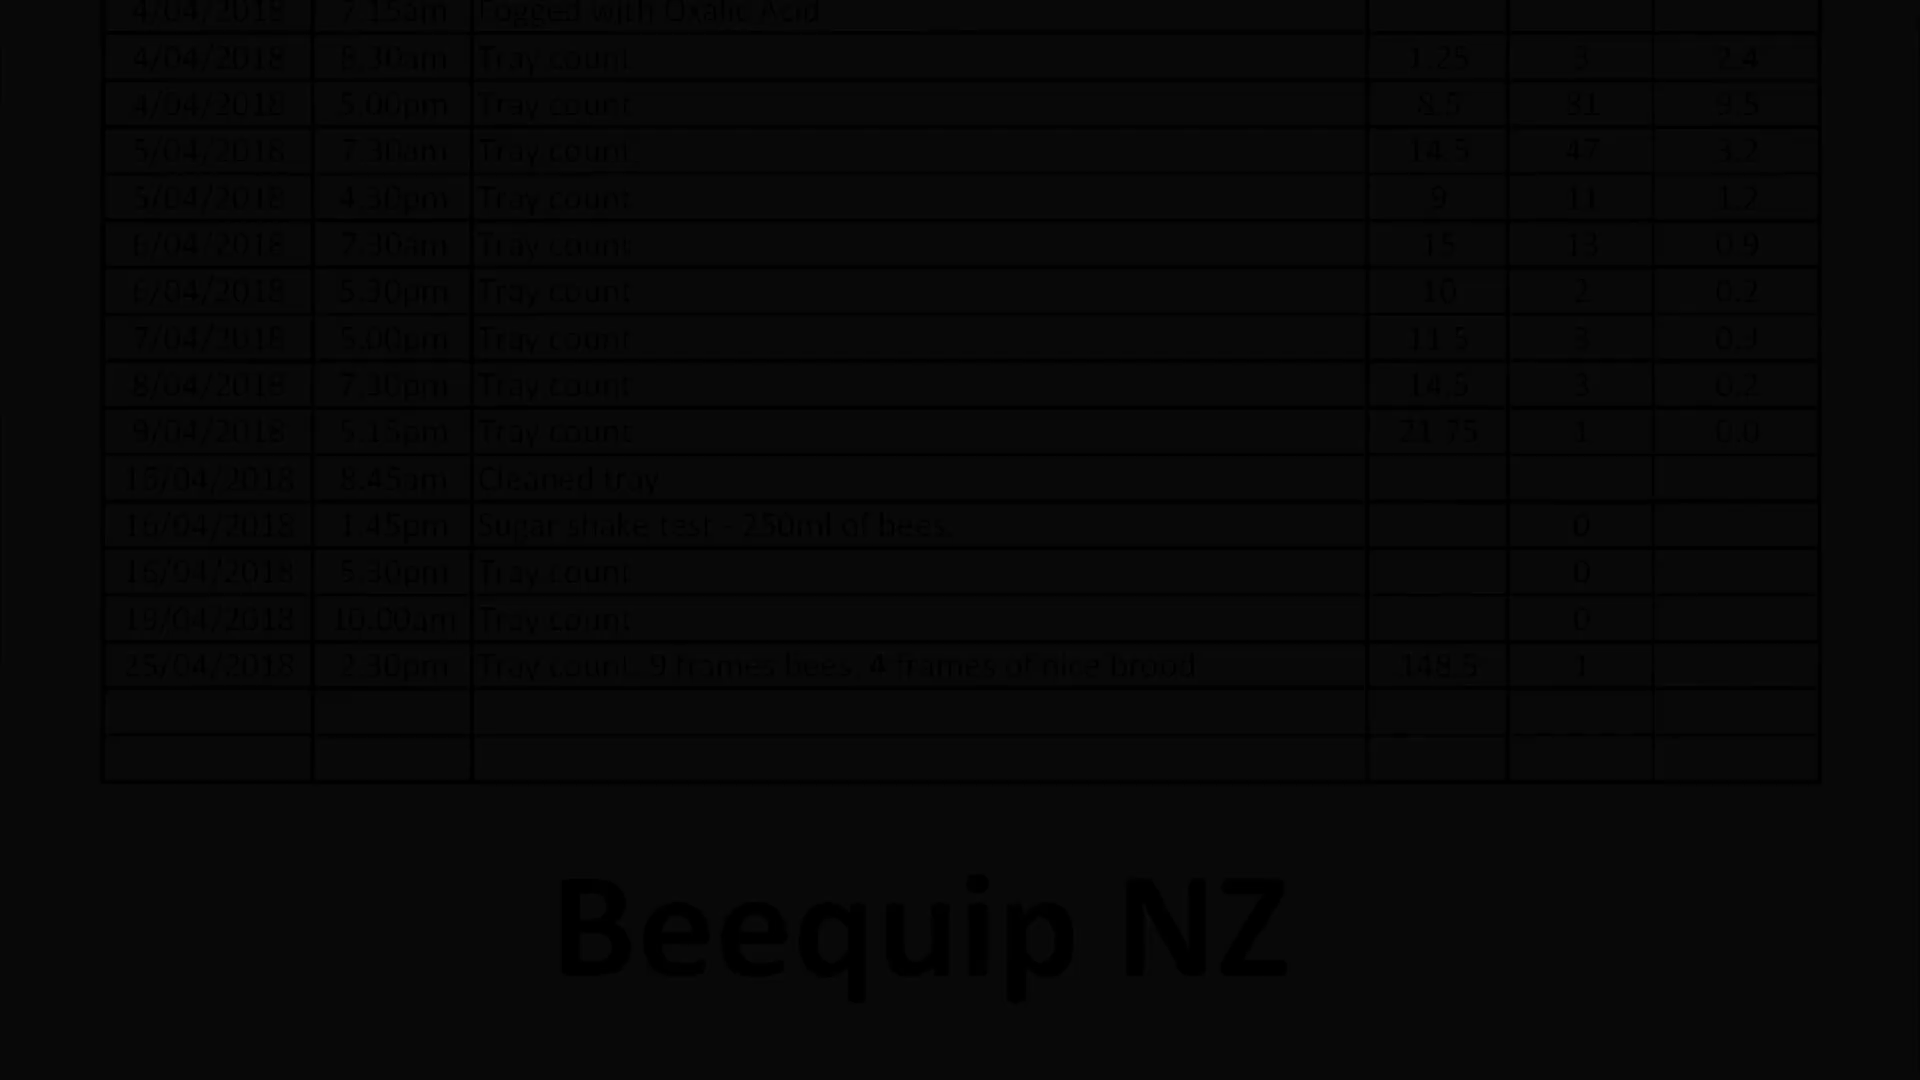 4/04/2018 7.15am Fogged with Oxalic Acid
4/04/2018 8.30am Tray count 1.25 3 2.4
4/04/2018 5.00pm Tray count 8.5 81 9.5
5/04/2018 7.30am Tray count 14.5 47 3.2
5/04/2018 4.30pm Tray count 9 11 1.2
6/04/2018 7.30am Tray count 15 13 0.9
6/04/2018 5.30pm Tray count 10 2 0.2
7/04/2018 5.00pm Tray count 11.5 3 0.3
8/04/2018 7.30pm Tray count 14.5 3 0.2
9/04/2018 5.15pm Tray count 21.75 1 0.0
8.45am Cleaned tray
16/04/2018 1.45pm Sugar shake test - 250ml of bees. 0
16/04/2018 5.30pm Tray count 0
19/04/2018 10.00am Tray count 0
25/04/2018 2.30pm Tray count. 9 frames bees, 4 frames of nice brood 148.5 1
Beequip NZ